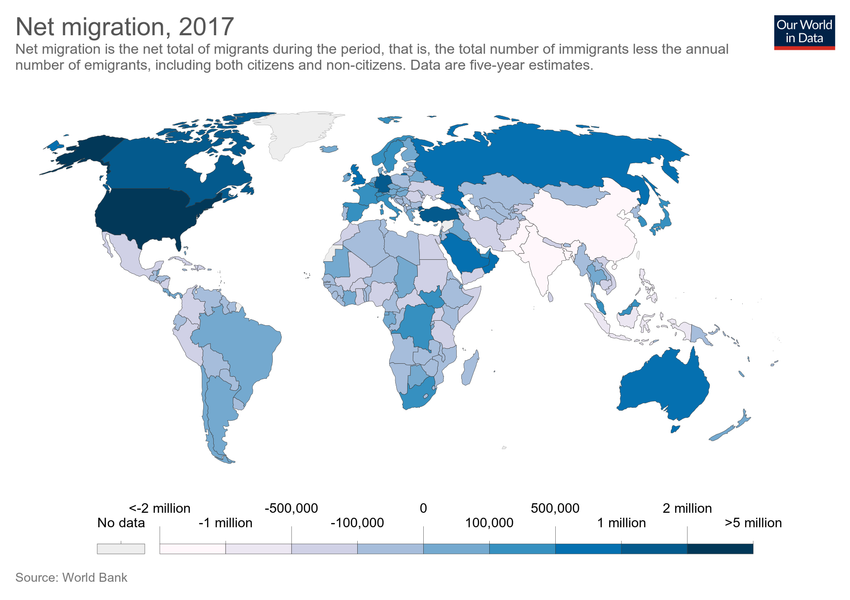 Net migration, 2017
Our World
in Data
Net migration is the net total of migrants during the period, that is, the total number of immigrants less the annual
number of emigrants, including both citizens and non-citizens. Data are five-year estimates.
<-2 million -500,000 0 500,000 2 million
No data -1 million -100,000 100,000 1 million >5 million
Source: World Bank